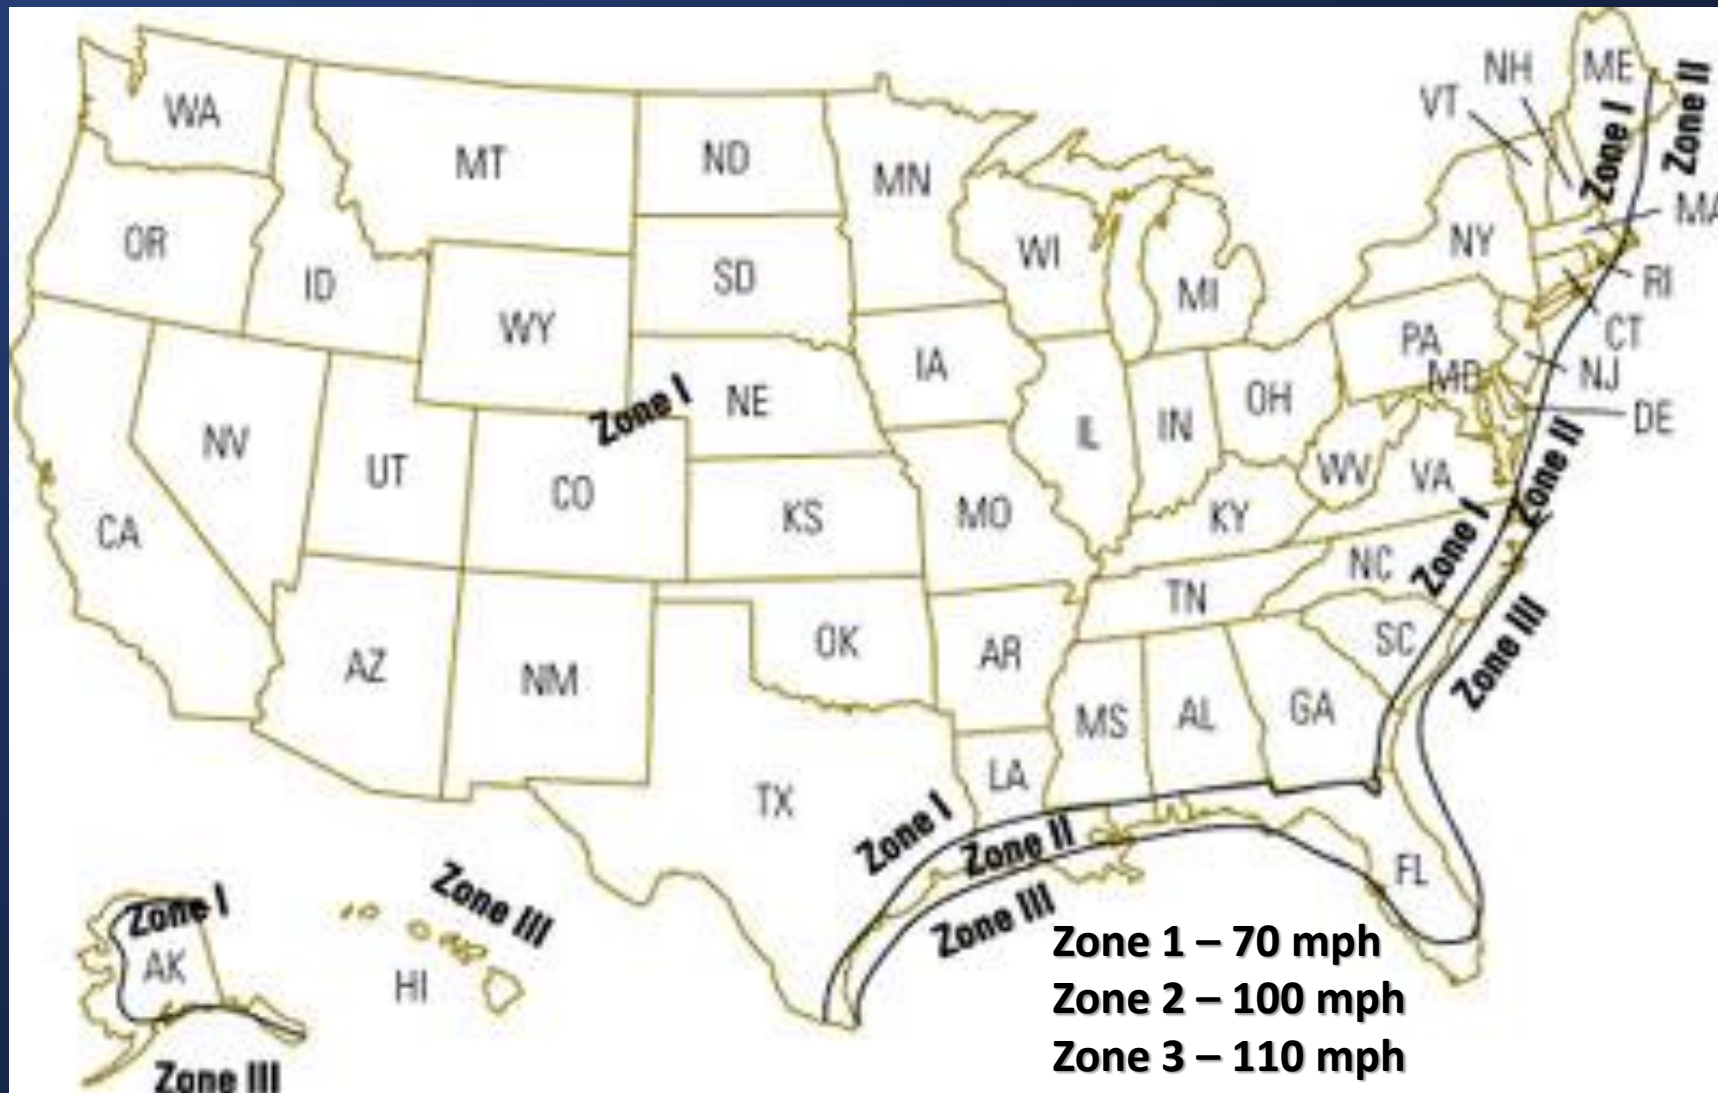 NH
ME
Zone II
VT
Zone I
WA
MT
ND
MN
MA
OR
NY
WI
ID
SD
MI
RI
WY
PA
CT
IA
MD
NJ
Zone I
NE
OH
DE
NV
IL
IN
UT
WV
VA
Zone II
CO
CA
KS
MO
KY
Zone I
NC
TN
Zone III
AZ
NM
OK
AR
SC
MS
AL
GA
LA
TX
Zone I
Zone II
FL
Zone I
Zone III
Zone III
AK
HI
Zone 1 – 70 mph
Zone 2 – 100 mph
Zone 3 – 110 mph
Zone III